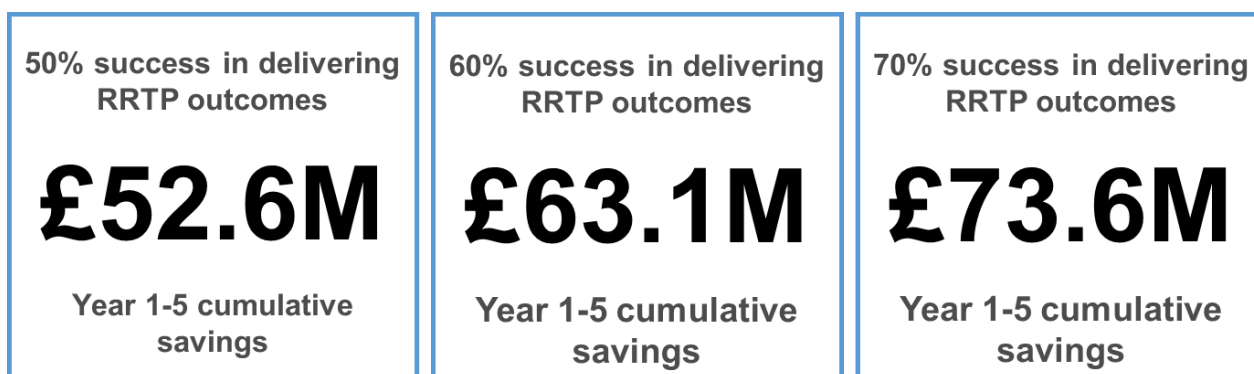 50% success in delivering
RRTP outcomes
£52.6M
Year 1-5 cumulative
savings
60% success in delivering
RRTP outcomes
£63.1M
Year 1-5 cumulative
savings
70% success in delivering
RRTP outcomes
£73.6M
Year 1-5 cumulative
savings